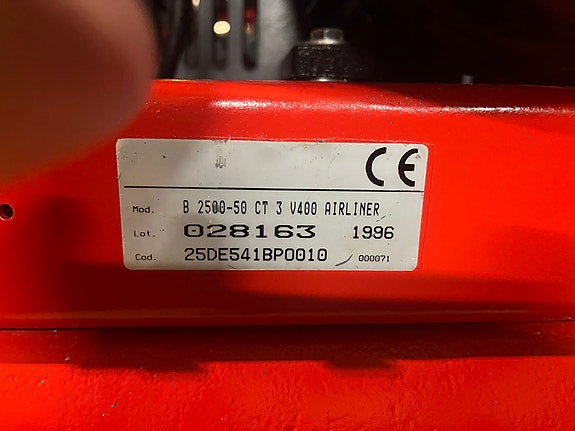 CE
Mod. B 2500-50 CT 3 V400 AIRLINER
Lot. 028163 1996
Cod. 25DE541BP0010 000071